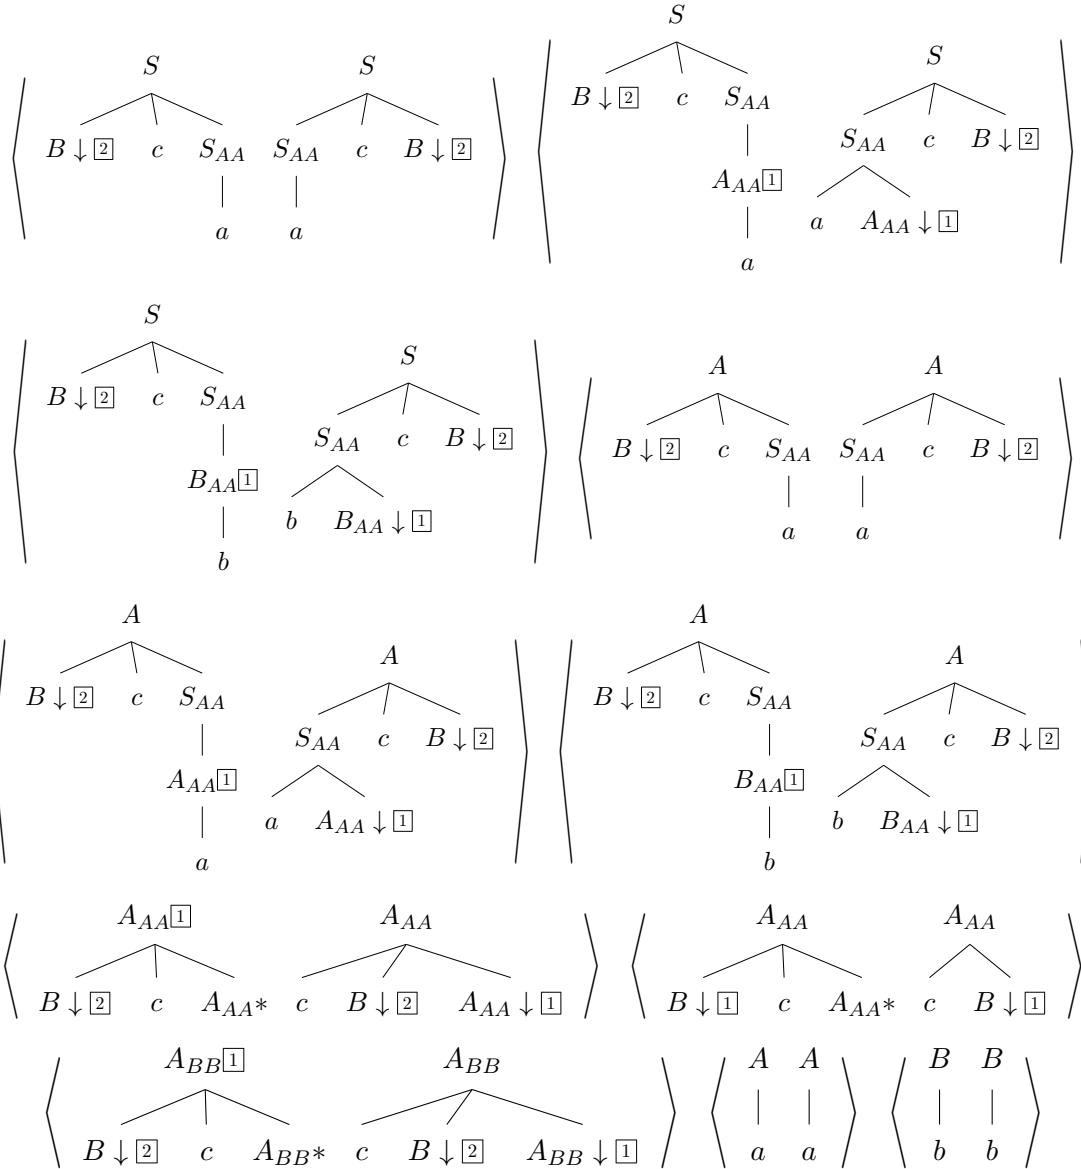 S
S
S
S
B ↓ 2 c S_AA
B ↓ 2 c S_AA S_AA c B ↓ 2
S_AA c B ↓ 2
A_AA 1
a A_AA ↓ 1
a a
a
S
S
A A
B ↓ 2 c S_AA
S_AA c B ↓ 2
B ↓ 2 c S_AA S_AA c B ↓ 2
B_AA 1
b B_AA ↓ 1
a a
b
A A
A A
B ↓ 2 c S_AA B ↓ 2 c S_AA
S_AA c B ↓ 2 S_AA c B ↓ 2
A_AA 1 B_AA 1
a A_AA ↓ 1 b B_AA ↓ 1
a b
A_AA 1 A_AA A_AA A_AA
B ↓ 2 c A_AA* c B ↓ 2 A_AA ↓ 1 B ↓ 1 c A_AA* c B ↓ 1
A_BB 1 A_BB A A B B
B ↓ 2 c A_BB* c B ↓ 2 A_BB ↓ 1 a a b b